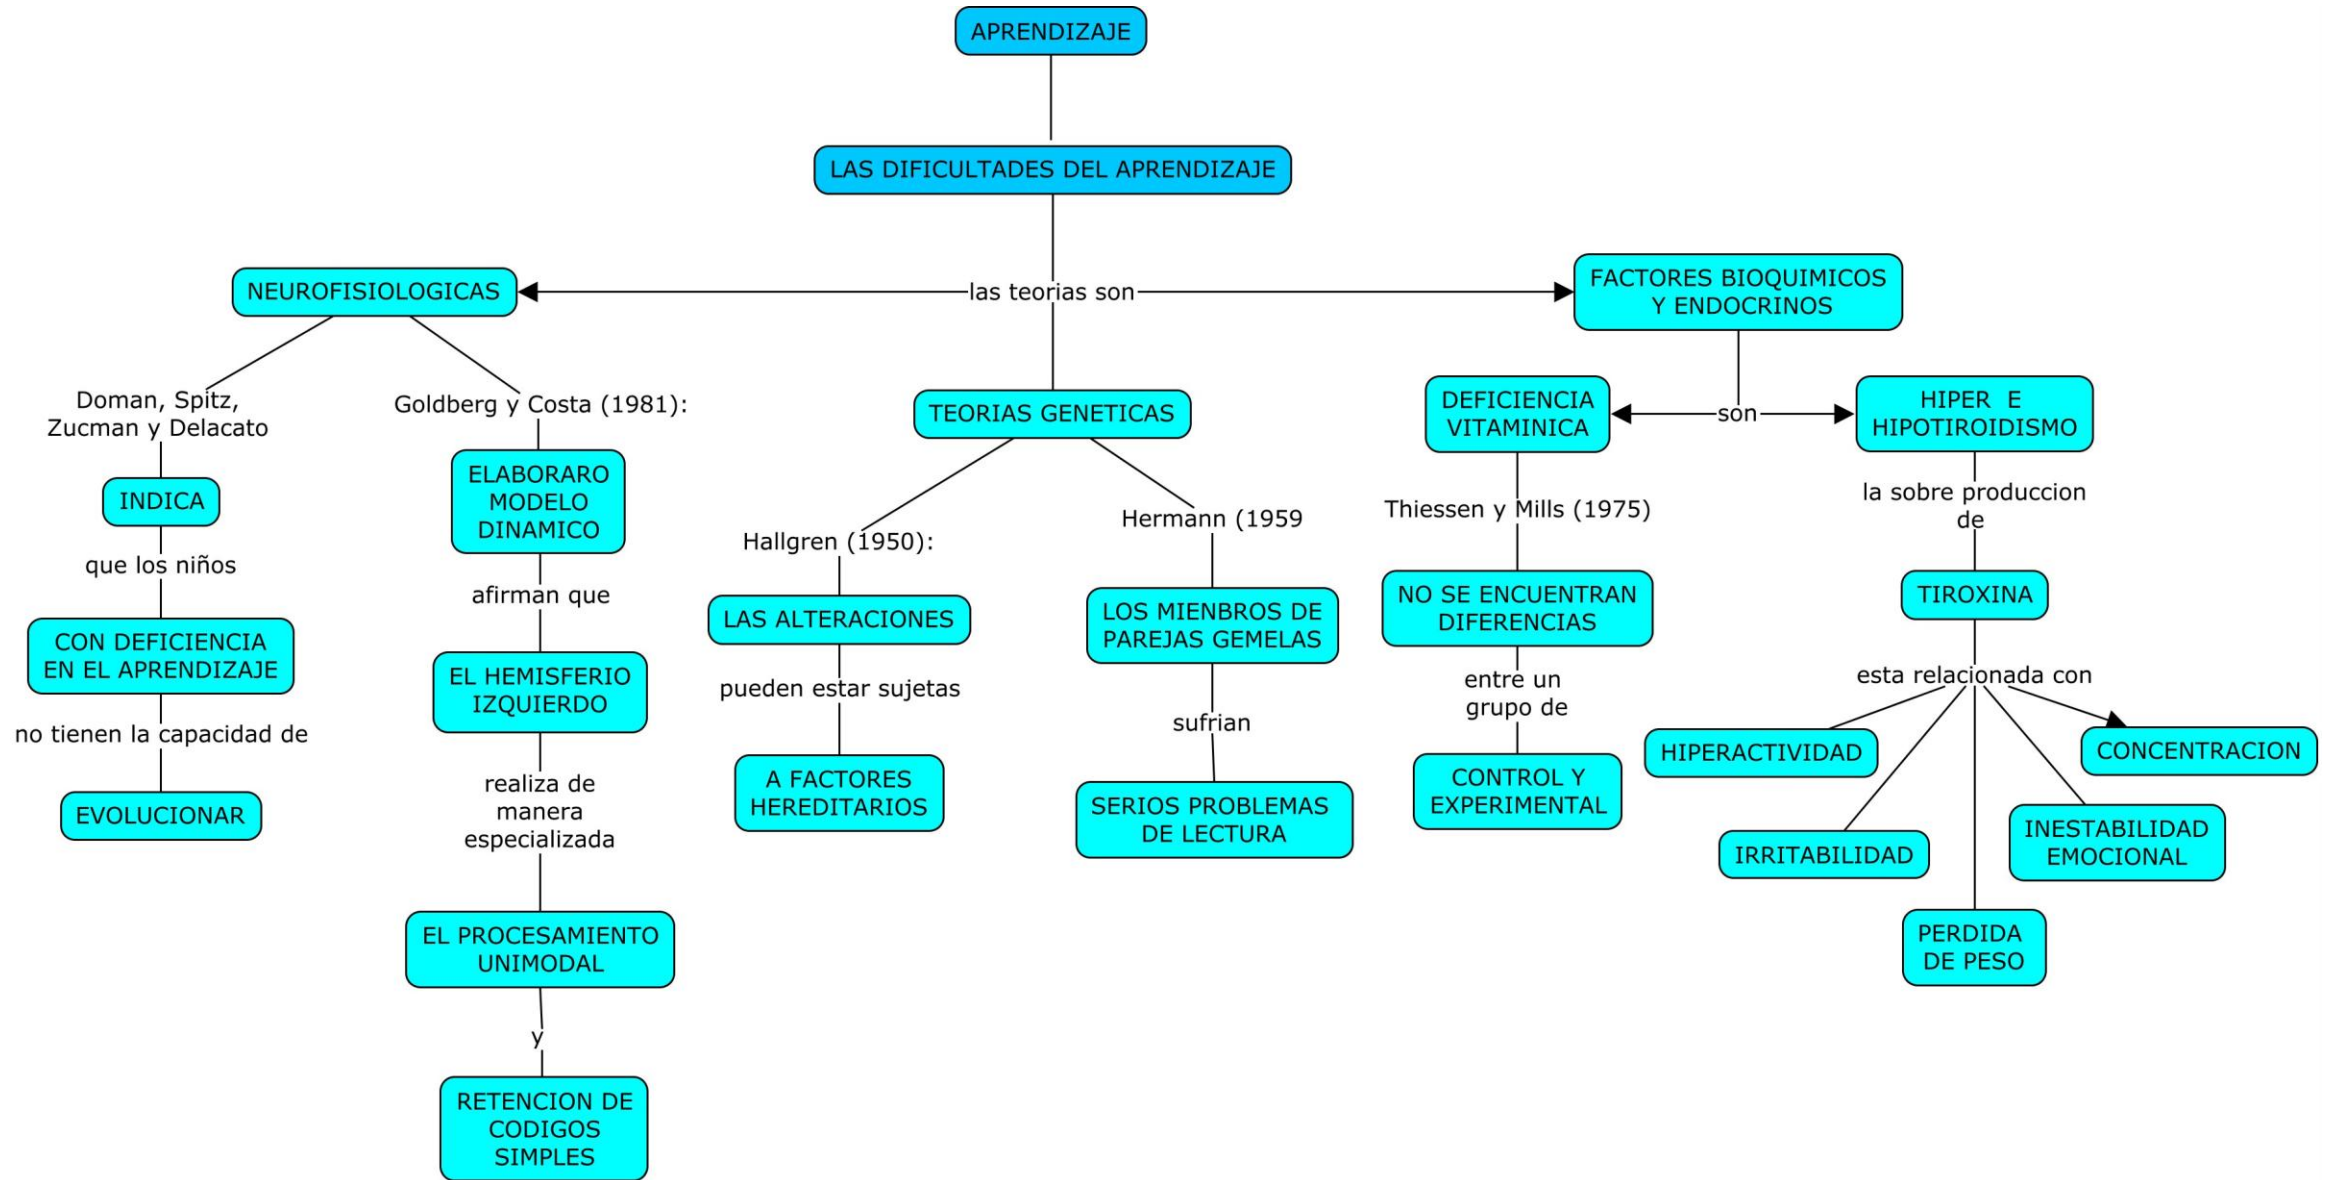 APRENDIZAJE
LAS DIFICULTADES DEL APRENDIZAJE
las teorias son
NEUROFISIOLOGICAS
Doman, Spitz,
Zucman y Delacato
INDICA
que los niños
CON DEFICIENCIA
EN EL APRENDIZAJE
no tienen la capacidad de
EVOLUCIONAR
Goldberg y Costa (1981):
ELABORARO
MODELO
DINAMICO
afirman que
EL HEMISFERIO
IZQUIERDO
realiza de
manera
especializada
EL PROCESAMIENTO
UNIMODAL
y
RETENCION DE
CODIGOS
SIMPLES
TEORIAS GENETICAS
Hallgren (1950):
LAS ALTERACIONES
pueden estar sujetas
A FACTORES
HEREDITARIOS
Hermann (1959
LOS MIENBROS DE
PAREJAS GEMELAS
sufrian
SERIOS PROBLEMAS
DE LECTURA
FACTORES BIOQUIMICOS
Y ENDOCRINOS
son
DEFICIENCIA
VITAMINICA
Thiessen y Mills (1975)
NO SE ENCUENTRAN
DIFERENCIAS
entre un
grupo de
CONTROL Y
EXPERIMENTAL
HIPER E
HIPOTIROIDISMO
la sobre produccion
de
TIROXINA
esta relacionada con
HIPERACTIVIDAD
IRRITABILIDAD
PERDIDA
DE PESO
INESTABILIDAD
EMOCIONAL
CONCENTRACION